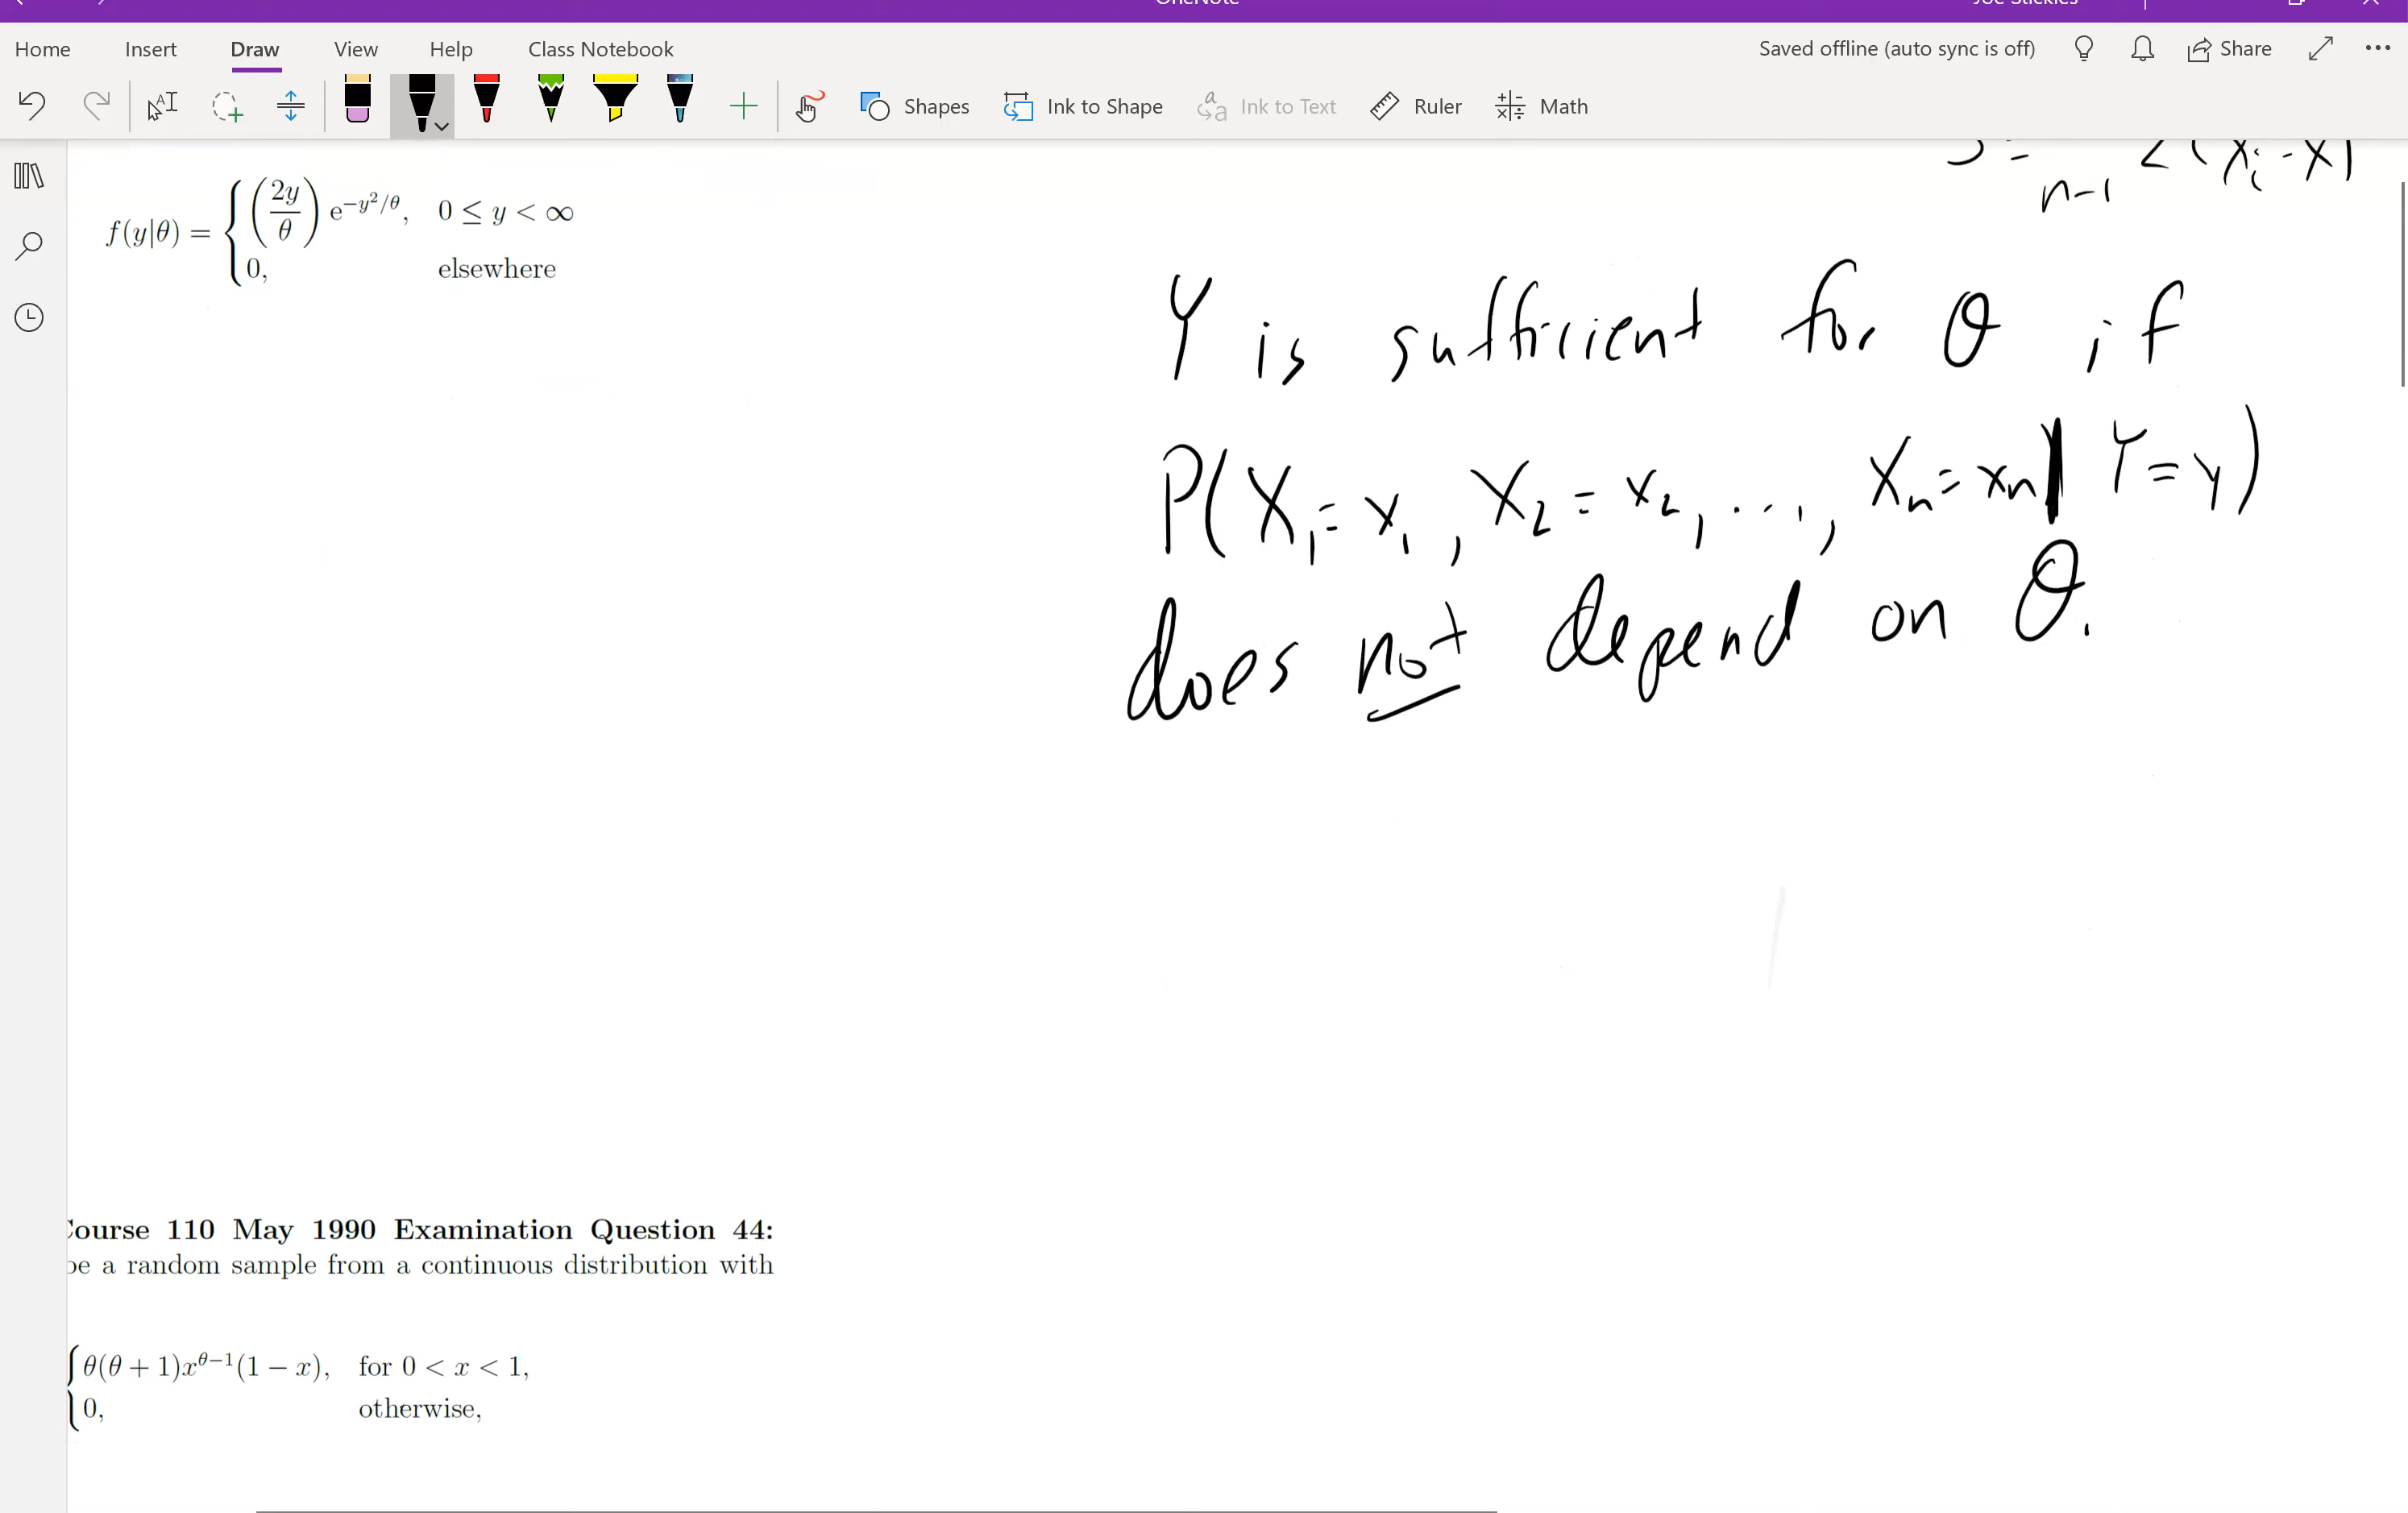 Home Insert Draw View Help Class Notebook Saved offline (auto sync is off) Share
Shapes Ink to Shape Ink to Text Ruler Math
n-1
f(y|θ) = { (2y/θ) e^{-y²/θ}, 0 ≤ y < ∞
0, elsewhere
Y is sufficient for θ if
P(X₁ = x₁, X₂ = x₂, ..., Xₙ = xₙ | Y = y)
does not depend on θ.
ourse 110 May 1990 Examination Question 44:
be a random sample from a continuous distribution with
{ θ(θ + 1)x^{θ−1}(1 − x), for 0 < x < 1,
0, otherwise,